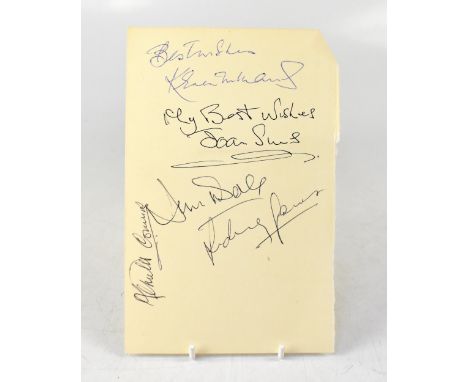 Best wishes
My Best Wishes
Joan Sims
Jim Dale
Sidney James
Kenneth Connor